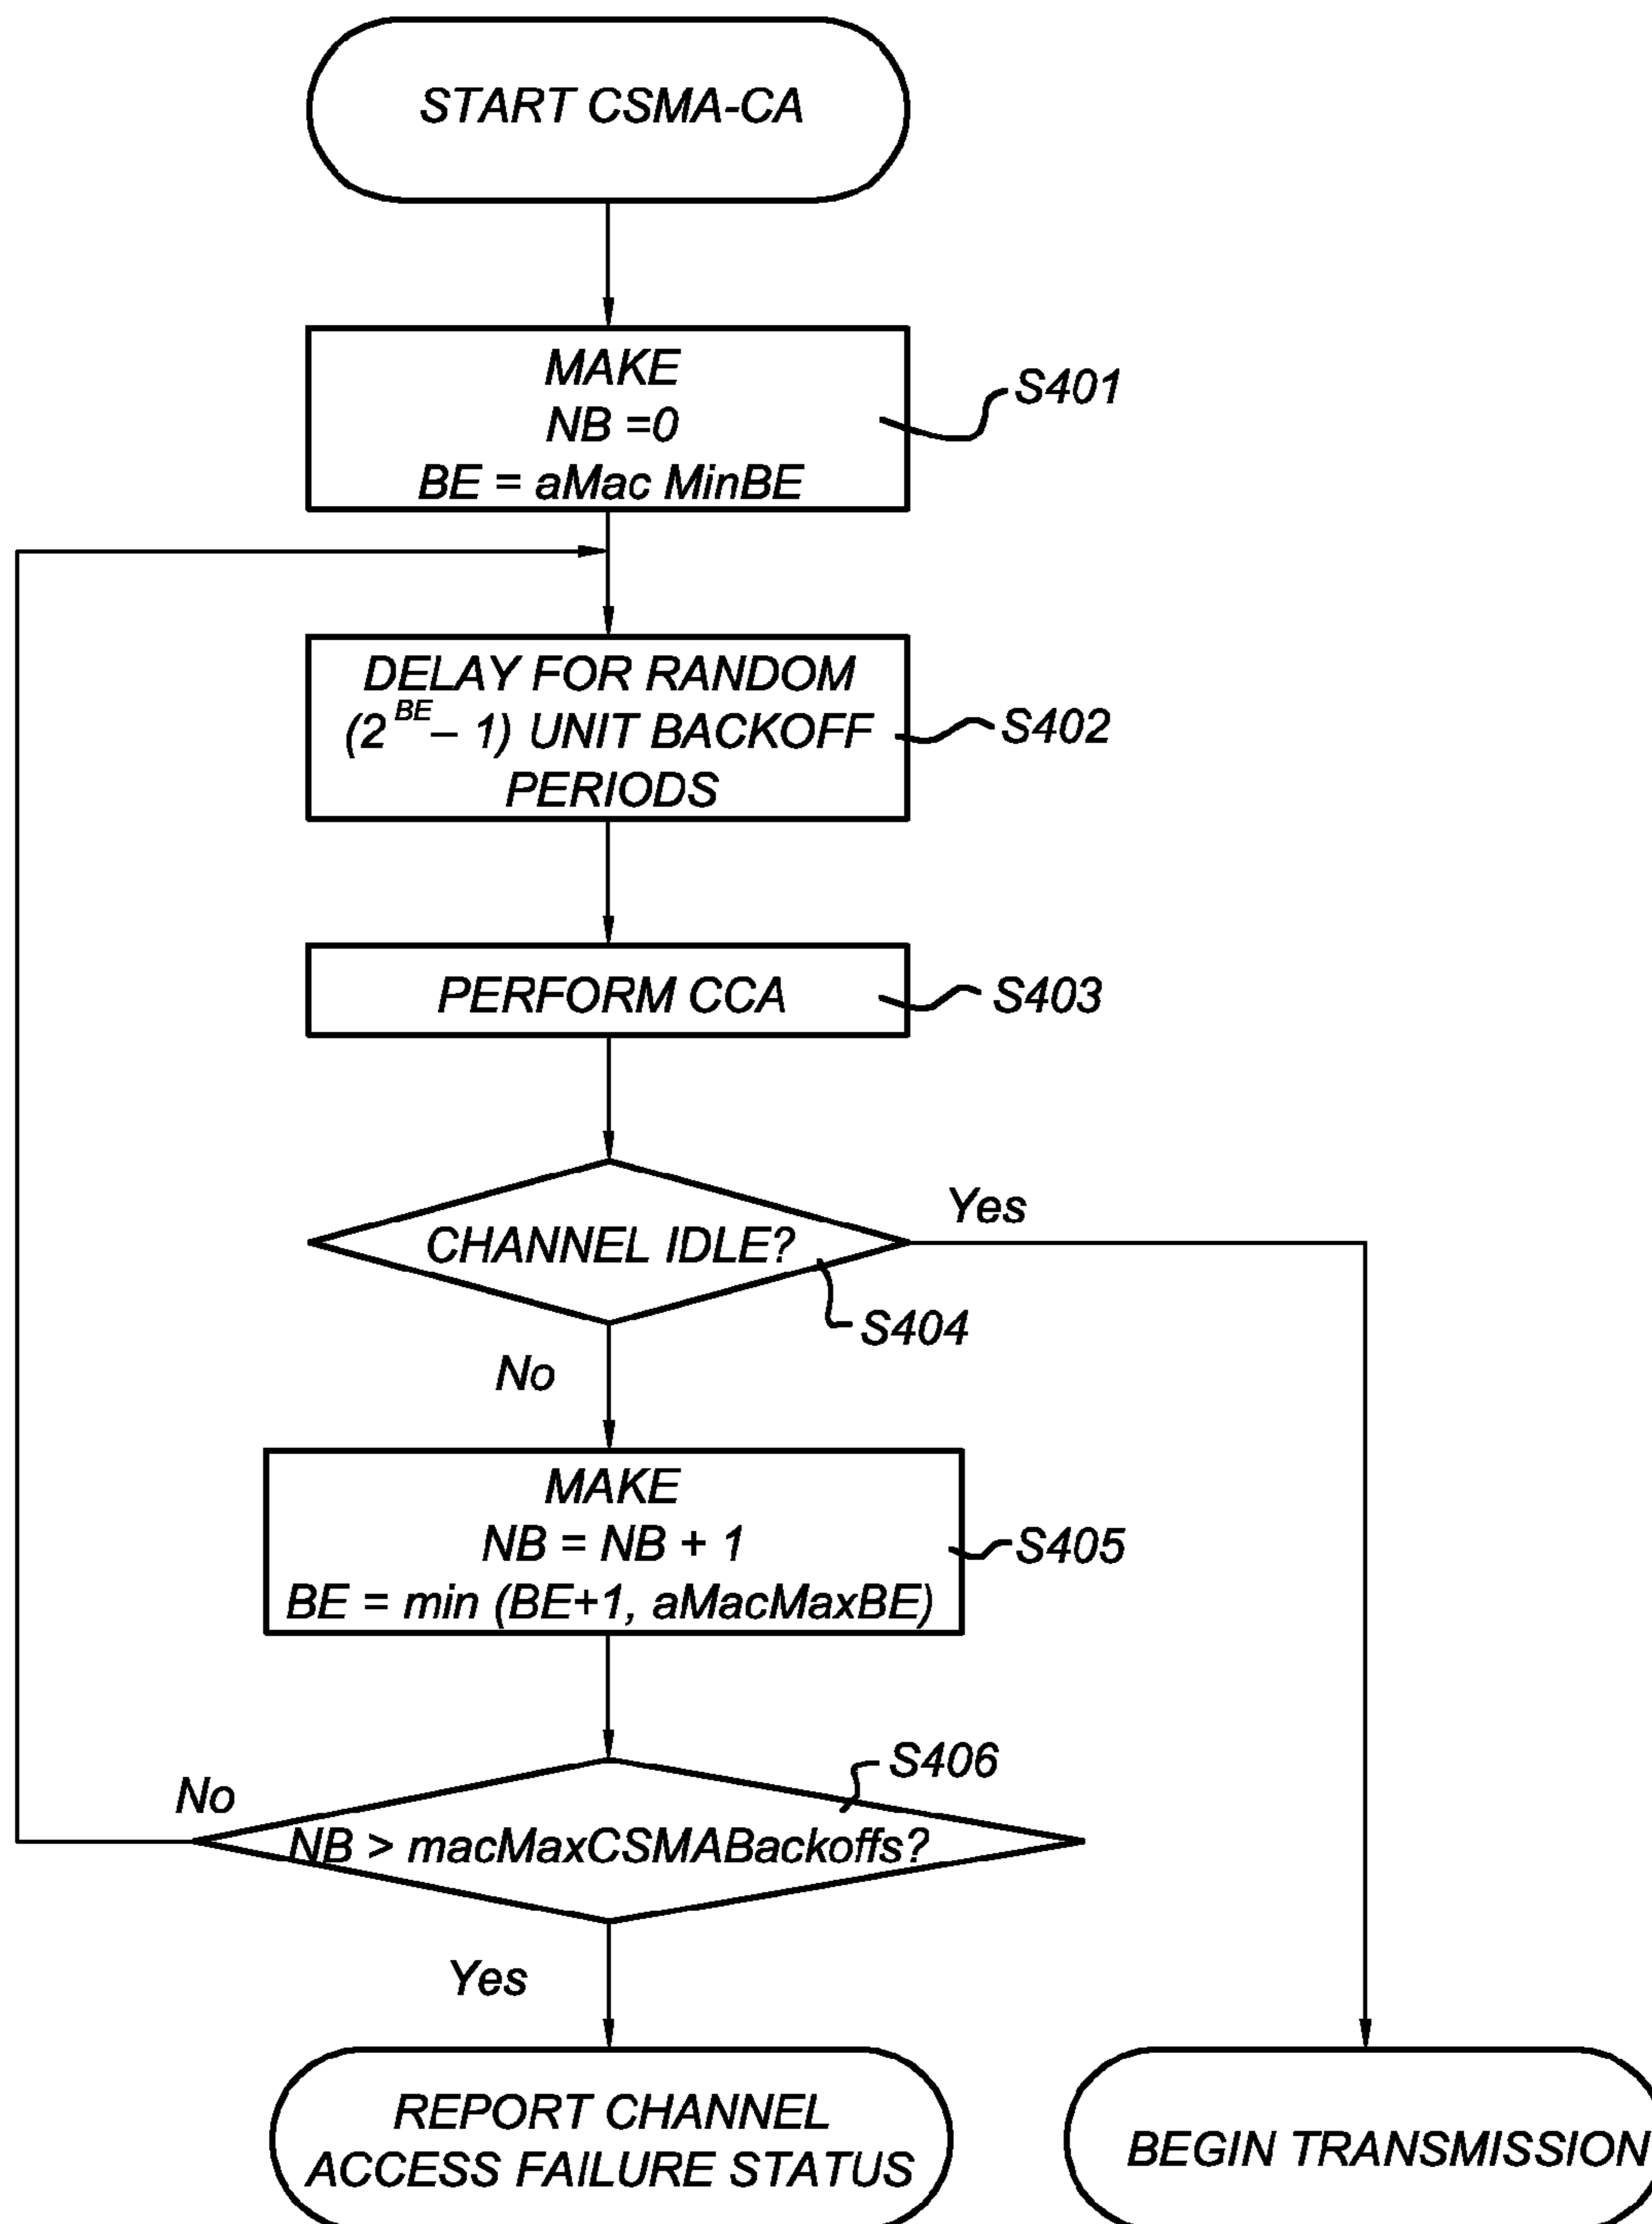 START CSMA-CA
MAKE
NB =0
BE = aMac MinBE
S401
DELAY FOR RANDOM
(2^BE – 1) UNIT BACKOFF
PERIODS
S402
PERFORM CCA
S403
CHANNEL IDLE?
Yes
S404
No
MAKE
NB = NB + 1
BE = min (BE+1, aMacMaxBE)
S405
S406
No
NB > macMaxCSMABackoffs?
Yes
REPORT CHANNEL
ACCESS FAILURE STATUS
BEGIN TRANSMISSION